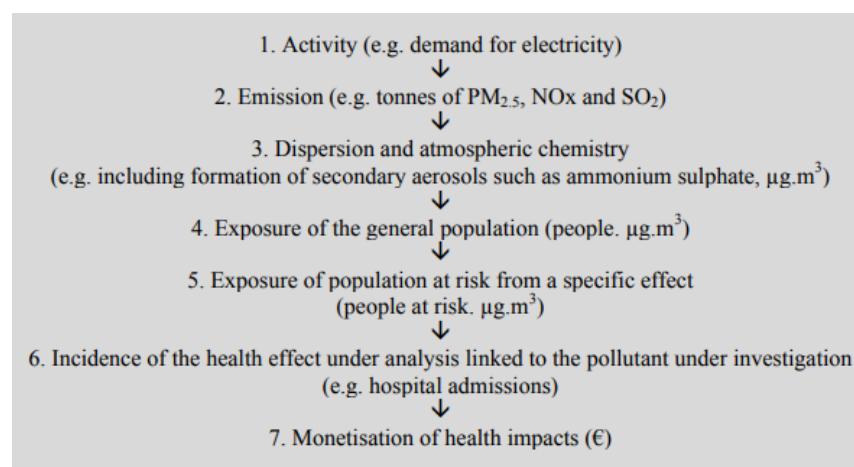 1. Activity (e.g. demand for electricity)
↓
2. Emission (e.g. tonnes of PM₂.₅, NOx and SO₂)
↓
3. Dispersion and atmospheric chemistry
(e.g. including formation of secondary aerosols such as ammonium sulphate, µg.m³)
↓
4. Exposure of the general population (people. µg.m³)
↓
5. Exposure of population at risk from a specific effect
(people at risk. µg.m³)
↓
6. Incidence of the health effect under analysis linked to the pollutant under investigation
(e.g. hospital admissions)
↓
7. Monetisation of health impacts (€)